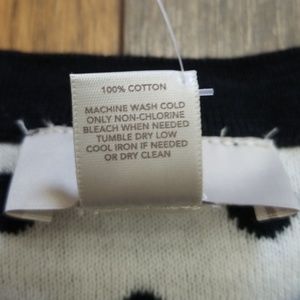 100% COTTON
MACHINE WASH COLD
ONLY NON-CHLORINE
BLEACH WHEN NEEDED
TUMBLE DRY LOW
COOL IRON IF NEEDED
OR DRY CLEAN